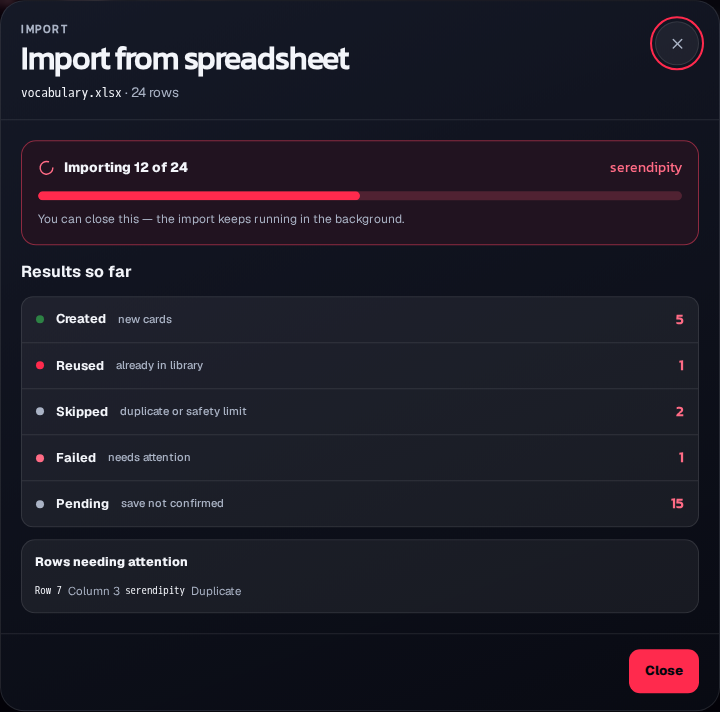 IMPORT
Import from spreadsheet
vocabulary.xlsx · 24 rows
Importing 12 of 24 serendipity
You can close this — the import keeps running in the background.
Results so far
Created new cards 5
Reused already in library 1
Skipped duplicate or safety limit 2
Failed needs attention 1
Pending save not confirmed 15
Rows needing attention
Row 7 Column 3 serendipity Duplicate
Close